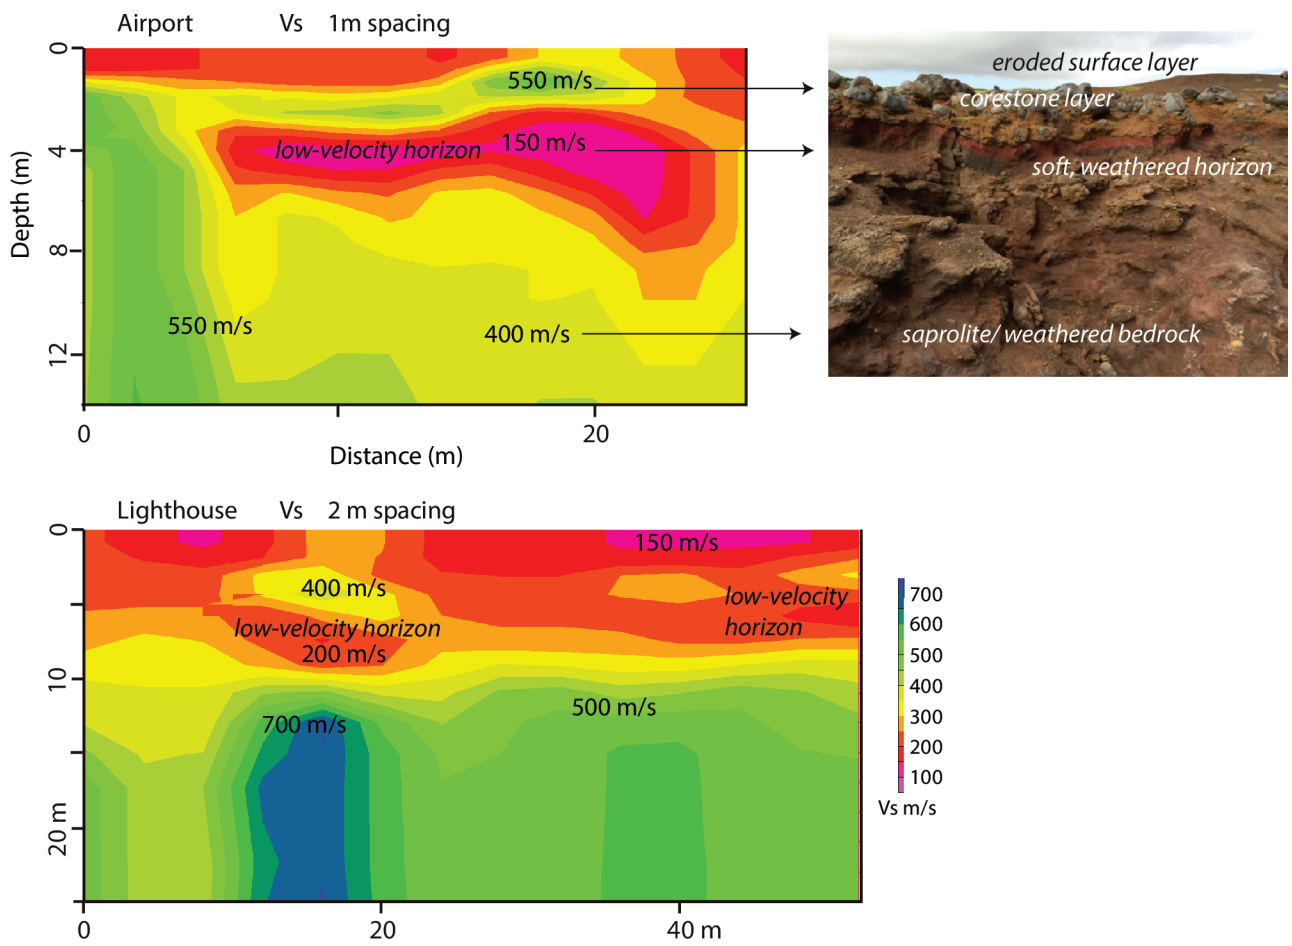 Airport Vs 1m spacing
0
4
8
12
Depth (m)
550 m/s
150 m/s
low-velocity horizon
550 m/s
400 m/s
0
20
Distance (m)
eroded surface layer
corestone layer
soft, weathered horizon
saprolite/ weathered bedrock
Lighthouse Vs 2 m spacing
0
10
20 m
150 m/s
400 m/s
low-velocity
horizon
low-velocity horizon
200 m/s
700 m/s
500 m/s
0
20
40 m
700
600
500
400
300
200
100
Vs m/s